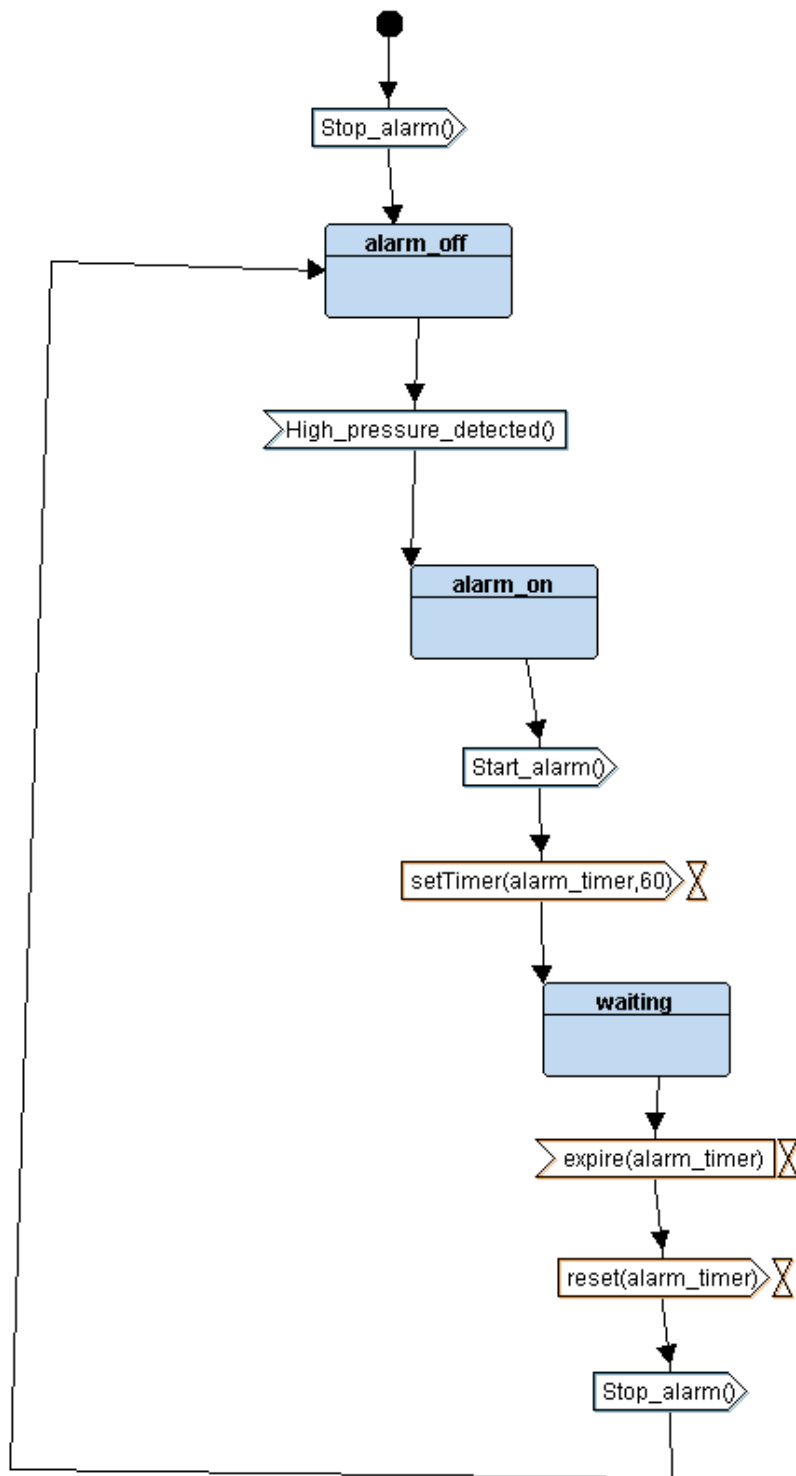 Stop_alarm()
alarm_off
High_pressure_detected()
alarm_on
Start_alarm()
setTimer(alarm_timer,60)
waiting
expire(alarm_timer)
reset(alarm_timer)
Stop_alarm()